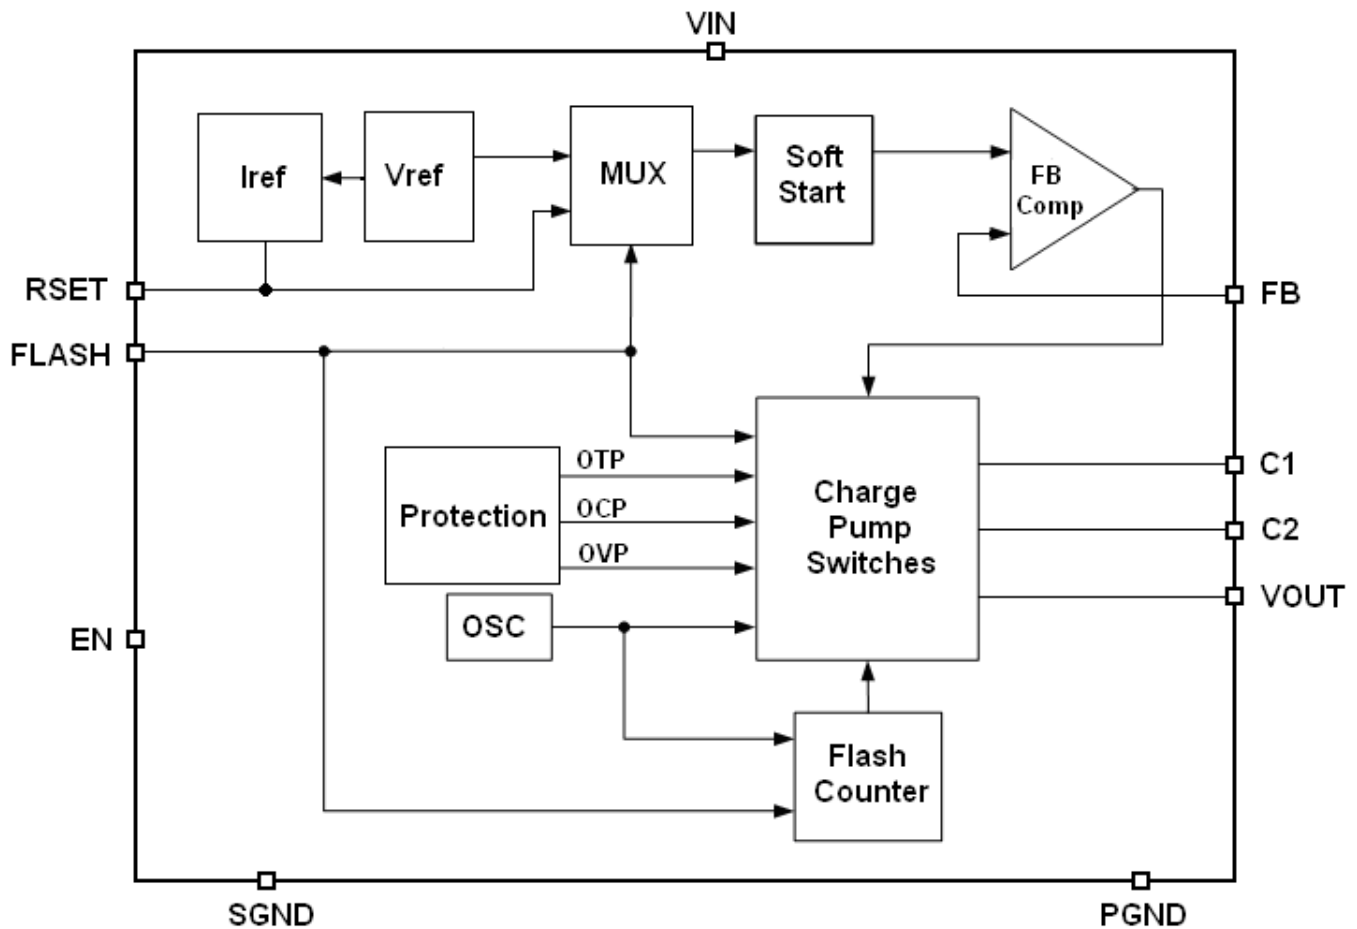 VIN
Iref
Vref
MUX
Soft
Start
FB
Comp
RSET
FB
FLASH
OTP
OCP
OVP
Protection
Charge
Pump
Switches
C1
C2
VOUT
OSC
EN
Flash
Counter
SGND
PGND